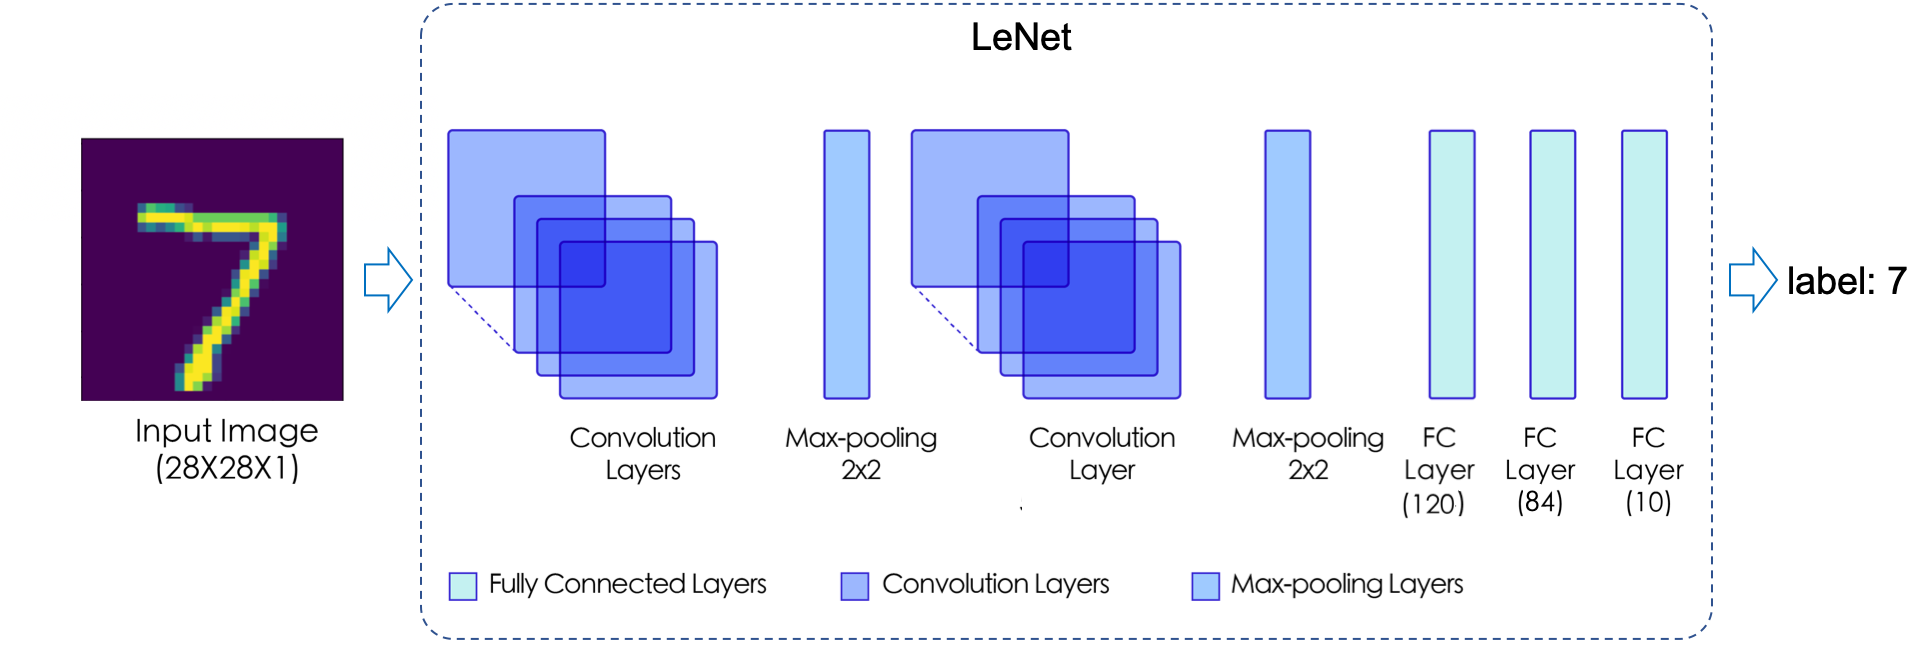 LeNet
Input Image
(28X28X1)
Convolution
Layers
Max-pooling
2x2
Convolution
Layer
Max-pooling
2x2
FC
Layer
(120)
FC
Layer
(84)
FC
Layer
(10)
label: 7
Fully Connected Layers
Convolution Layers
Max-pooling Layers